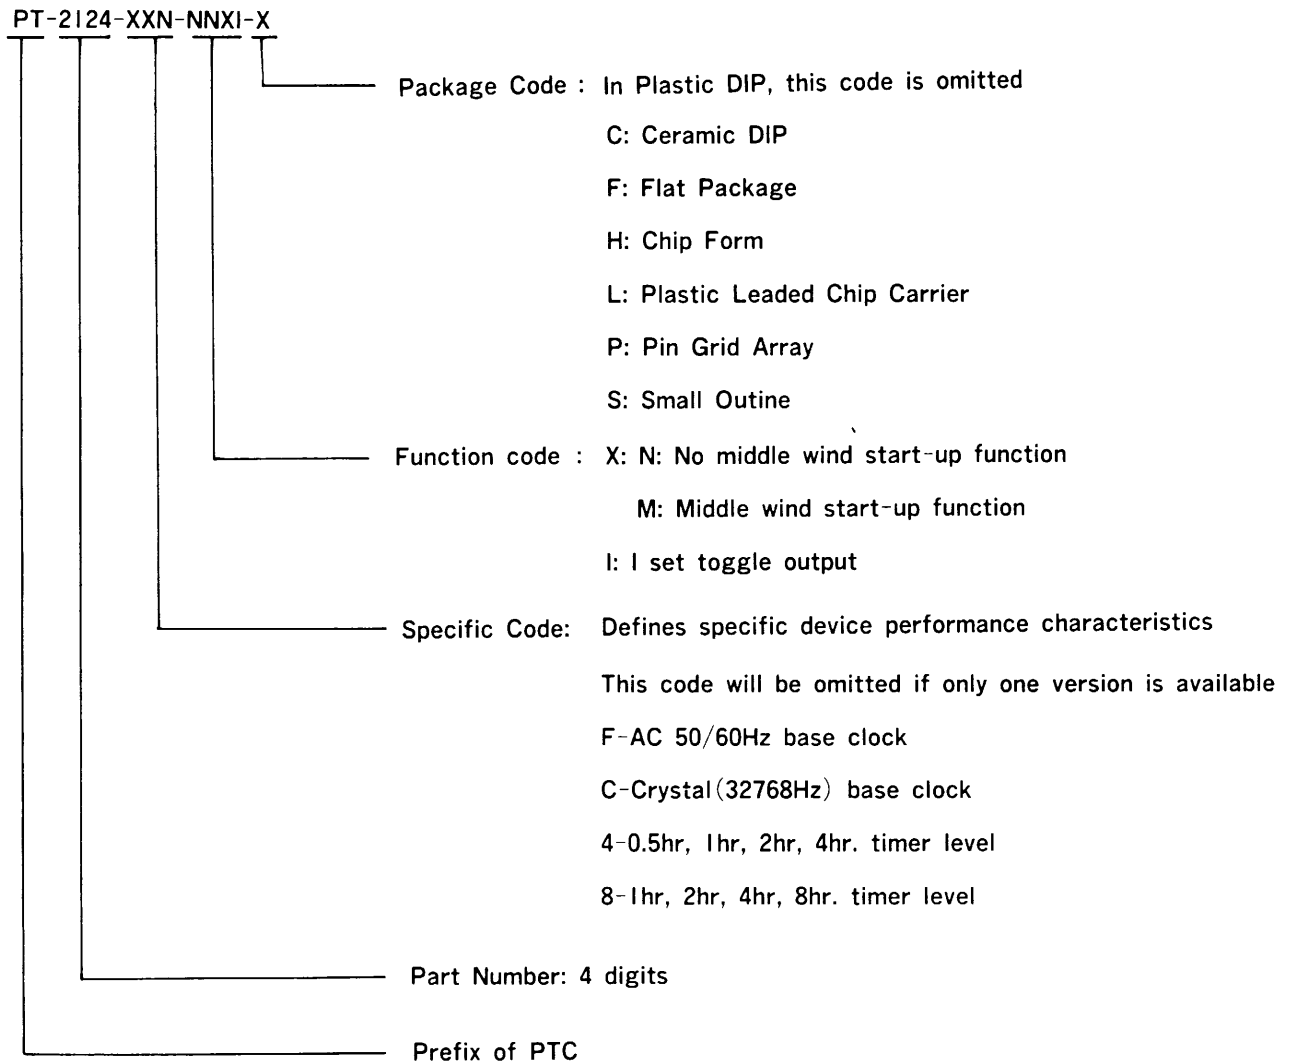 PT-2124-XXN-NNX1-X
Package Code : In Plastic DIP, this code is omitted
C: Ceramic DIP
F: Flat Package
H: Chip Form
L: Plastic Leaded Chip Carrier
P: Pin Grid Array
S: Small Outine
Function code : X: N: No middle wind start-up function
M: Middle wind start-up function
1: 1 set toggle output
Specific Code: Defines specific device performance characteristics
This code will be omitted if only one version is available
F-AC 50/60Hz base clock
C-Crystal(32768Hz) base clock
4-0.5hr, 1hr, 2hr, 4hr. timer level
8-1hr, 2hr, 4hr, 8hr. timer level
Part Number: 4 digits
Prefix of PTC